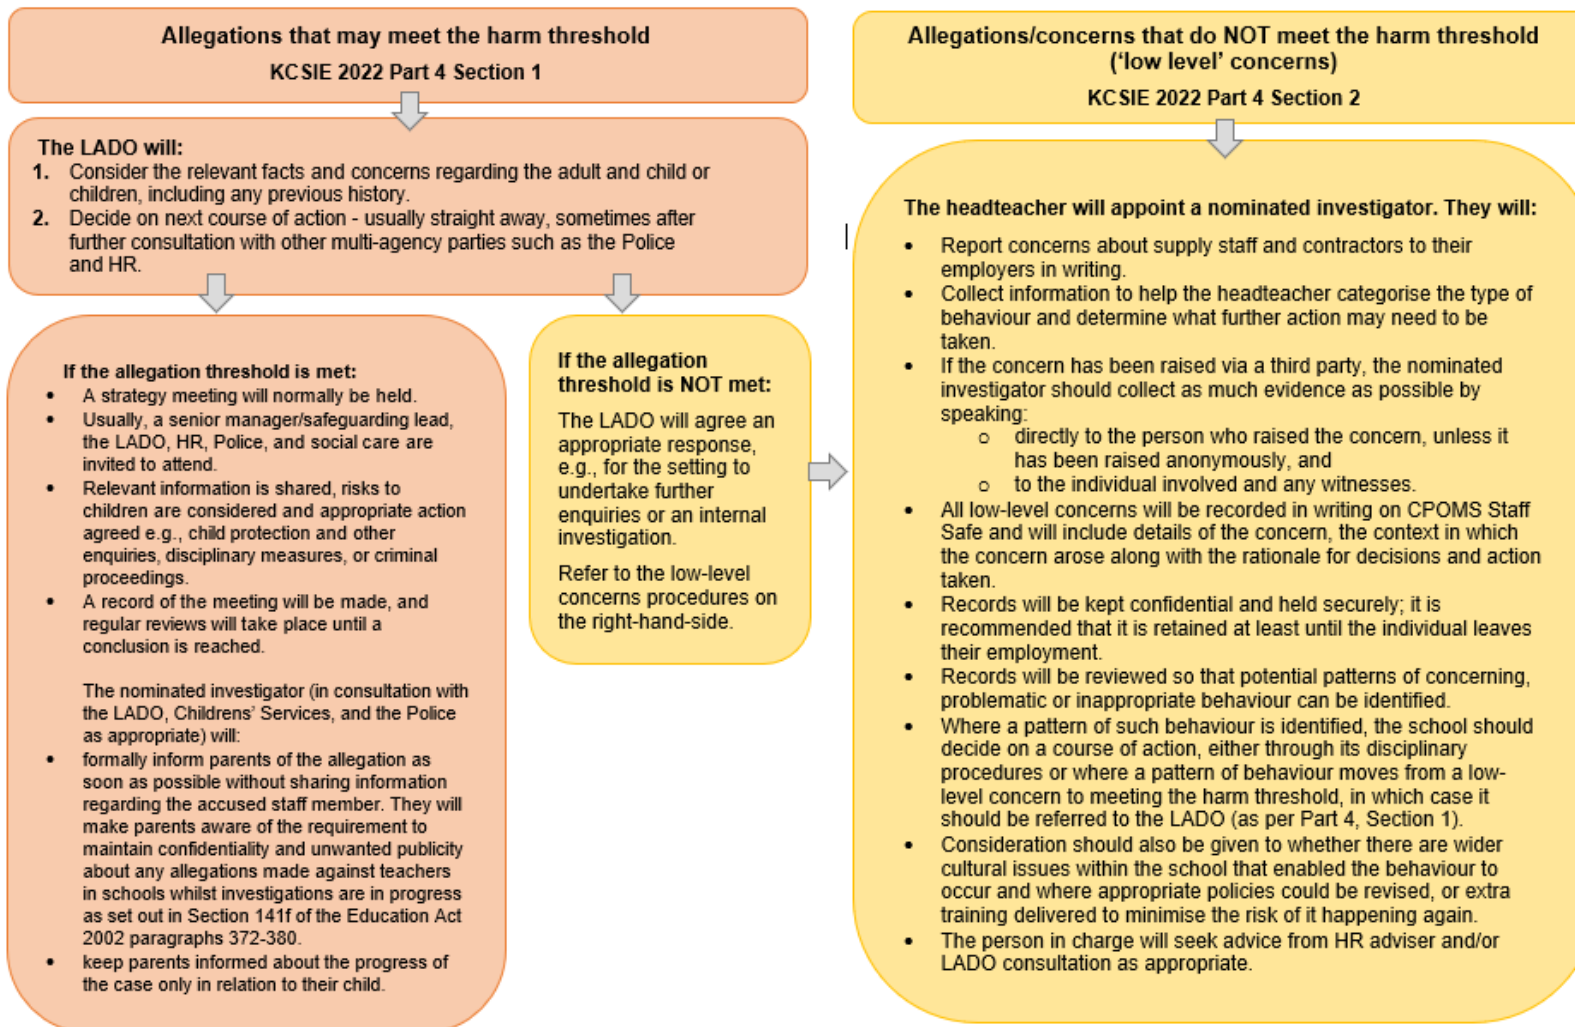 Allegations that may meet the harm threshold
KCSIE 2022 Part 4 Section 1
The LADO will:
1. Consider the relevant facts and concerns regarding the adult and child or
children, including any previous history.
2. Decide on next course of action - usually straight away, sometimes after
further consultation with other multi-agency parties such as the Police
and HR.
If the allegation threshold is met:
• A strategy meeting will normally be held.
• Usually, a senior manager/safeguarding lead,
the LADO, HR, Police, and social care are
invited to attend.
• Relevant information is shared, risks to
children are considered and appropriate action
agreed e.g., child protection and other
enquiries, disciplinary measures, or criminal
proceedings.
• A record of the meeting will be made, and
regular reviews will take place until a
conclusion is reached.
The nominated investigator (in consultation with
the LADO, Childrens’ Services, and the Police
as appropriate) will:
• formally inform parents of the allegation as
soon as possible without sharing information
regarding the accused staff member. They will
make parents aware of the requirement to
maintain confidentiality and unwanted publicity
about any allegations made against teachers
in schools whilst investigations are in progress
as set out in Section 141f of the Education Act
2002 paragraphs 372-380.
• keep parents informed about the progress of
the case only in relation to their child.
If the allegation
threshold is NOT met:
The LADO will agree an
appropriate response,
e.g., for the setting to
undertake further
enquiries or an internal
investigation.
Refer to the low-level
concerns procedures on
the right-hand-side.
Allegations/concerns that do NOT meet the harm threshold
(‘low level’ concerns)
KCSIE 2022 Part 4 Section 2
The headteacher will appoint a nominated investigator. They will:
• Report concerns about supply staff and contractors to their
employers in writing.
• Collect information to help the headteacher categorise the type of
behaviour and determine what further action may need to be
taken.
• If the concern has been raised via a third party, the nominated
investigator should collect as much evidence as possible by
speaking:
o directly to the person who raised the concern, unless it
has been raised anonymously, and
o to the individual involved and any witnesses.
• All low-level concerns will be recorded in writing on CPOMS Staff
Safe and will include details of the concern, the context in which
the concern arose along with the rationale for decisions and action
taken.
• Records will be kept confidential and held securely; it is
recommended that it is retained at least until the individual leaves
their employment.
• Records will be reviewed so that potential patterns of concerning,
problematic or inappropriate behaviour can be identified.
• Where a pattern of such behaviour is identified, the school should
decide on a course of action, either through its disciplinary
procedures or where a pattern of behaviour moves from a low-
level concern to meeting the harm threshold, in which case it
should be referred to the LADO (as per Part 4, Section 1).
• Consideration should also be given to whether there are wider
cultural issues within the school that enabled the behaviour to
occur and where appropriate policies could be revised, or extra
training delivered to minimise the risk of it happening again.
• The person in charge will seek advice from HR adviser and/or
LADO consultation as appropriate.